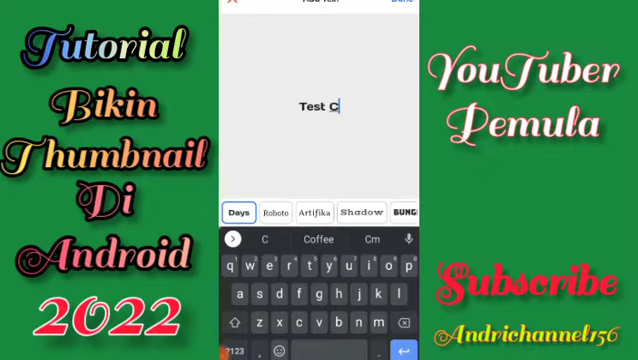 Tutorial
Bikin
Thumbnail
Di
Android
2022
Add Text
Done
Test C
Days
Roboto
Artifika
Shadow
BUNG
C
Coffee
Cm
q w e r t y u i o p
a s d f g h j k l
z x c v b n m
?123 , .
YouTuber
Pemula
Subscribe
Andrichannel156